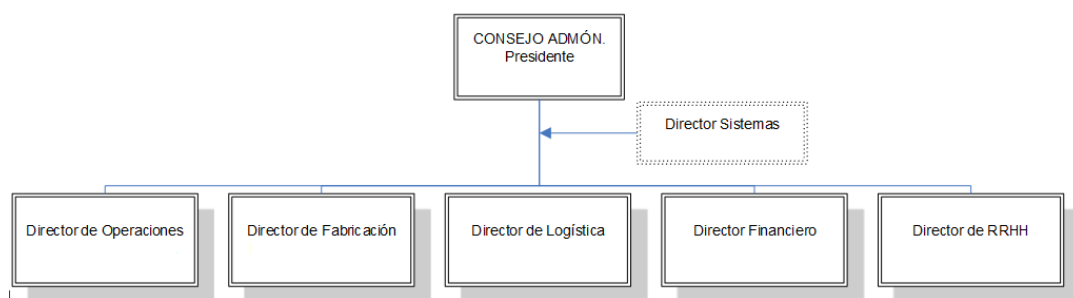 CONSEJO ADMÓN.
Presidente
Director Sistemas
Director de Operaciones
Director de Fabricación
Director de Logística
Director Financiero
Director de RRHH